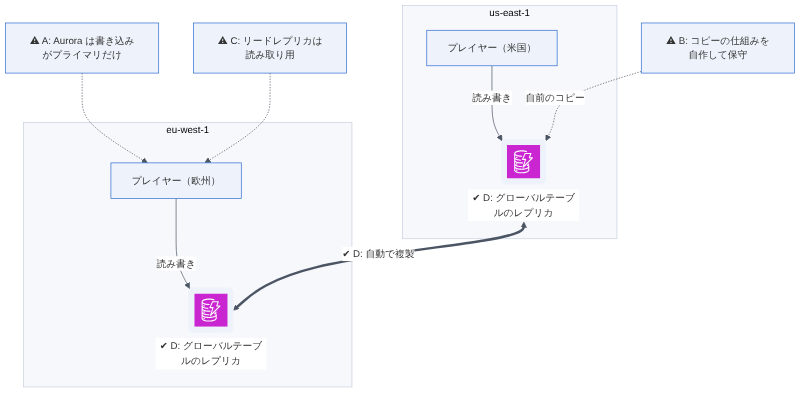 ⚠ A: Aurora は書き込み
がプライマリだけ
⚠ C: リードレプリカは
読み取り用
us-east-1
プレイヤー（米国）
⚠ B: コピーの仕組みを
自作して保守
読み書き
自前のコピー
✔ D: グローバルテーブ
ルのレプリカ
eu-west-1
プレイヤー（欧州）
読み書き
✔ D: 自動で複製
✔ D: グローバルテーブ
ルのレプリカ